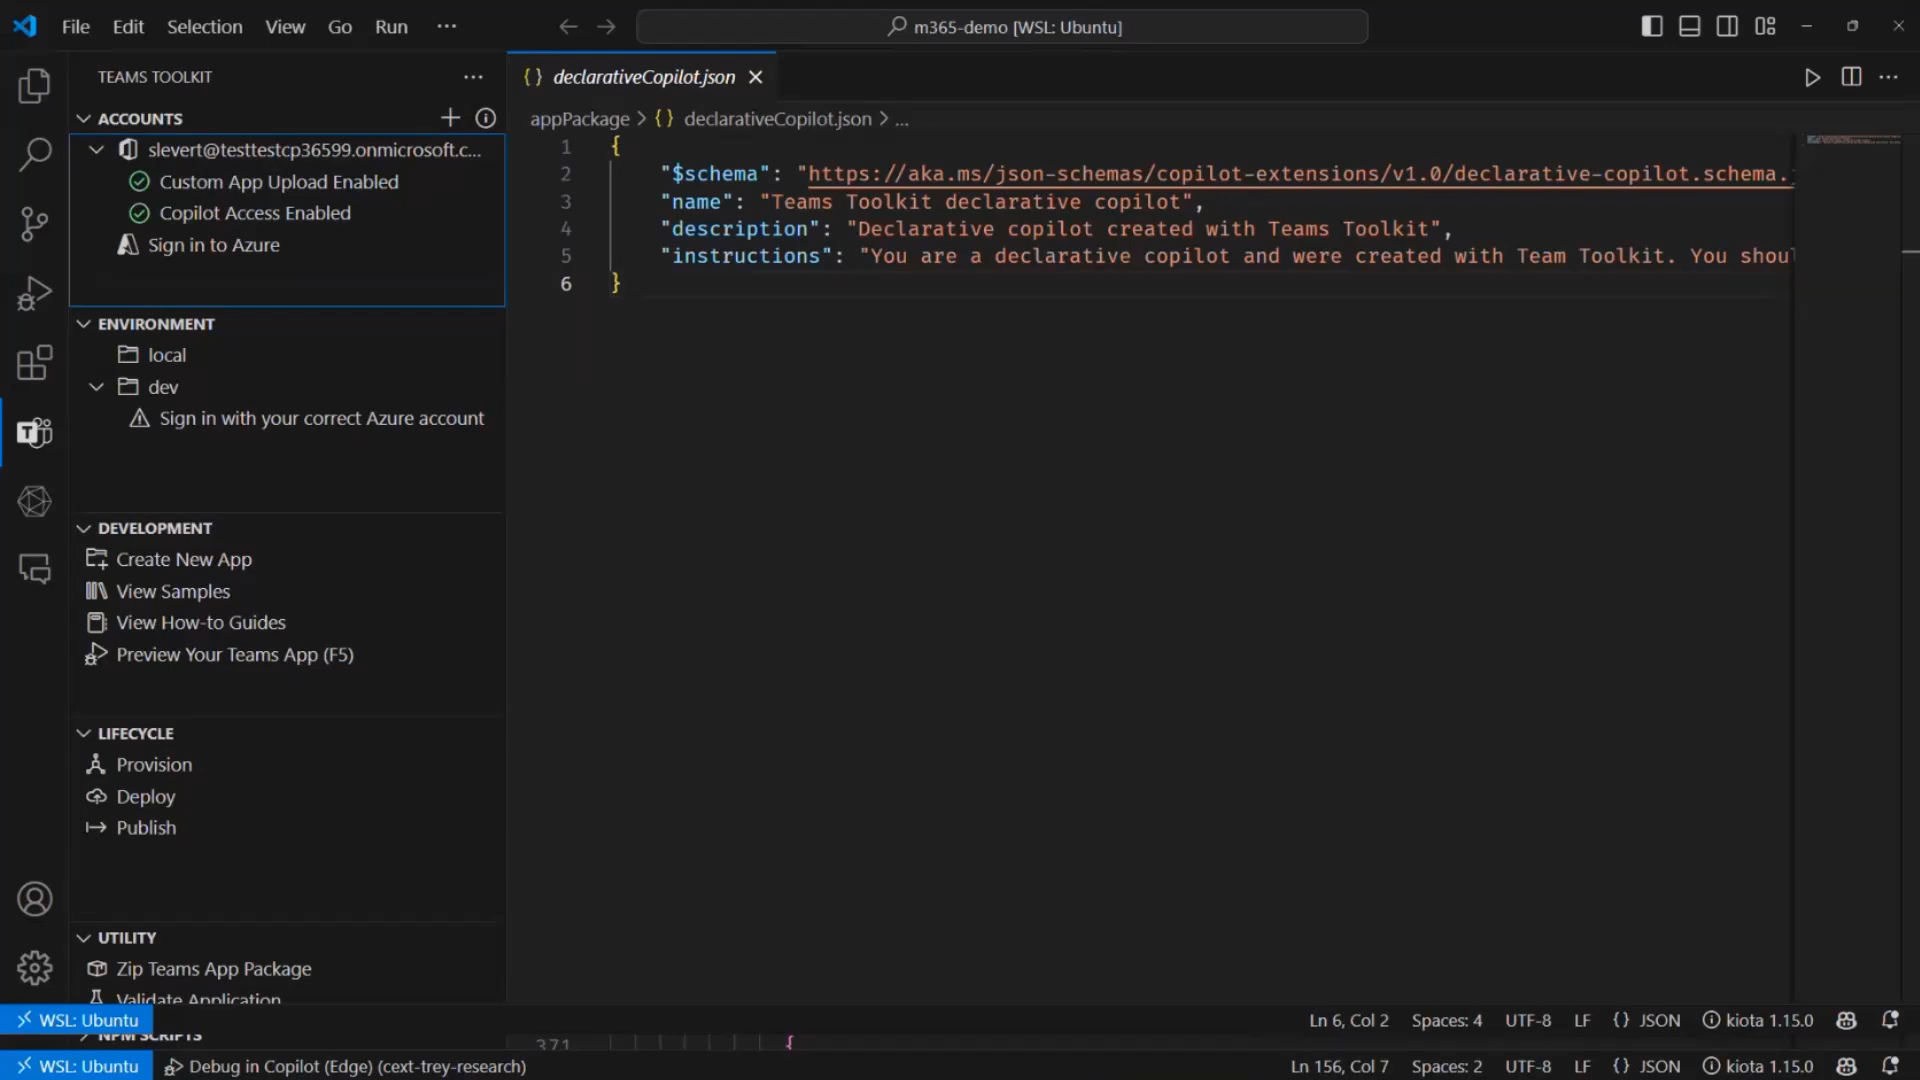 File Edit Selection View Go Run ···
m365-demo [WSL: Ubuntu]
TEAMS TOOLKIT
ACCOUNTS
slevert@testtestcp36599.onmicrosoft.c...
Custom App Upload Enabled
Copilot Access Enabled
Sign in to Azure
ENVIRONMENT
local
dev
Sign in with your correct Azure account
DEVELOPMENT
Create New App
View Samples
View How-to Guides
Preview Your Teams App (F5)
LIFECYCLE
Provision
Deploy
Publish
UTILITY
Zip Teams App Package
Validate Application
NPM SCRIPTS
{} declarativeCopilot.json
appPackage > {} declarativeCopilot.json > ...
1 {
2 "$schema": "https://aka.ms/json-schemas/copilot-extensions/v1.0/declarative-copilot.schema.
3 "name": "Teams Toolkit declarative copilot",
4 "description": "Declarative copilot created with Teams Toolkit",
5 "instructions": "You are a declarative copilot and were created with Team Toolkit. You shoul
6 }
WSL: Ubuntu
Ln 6, Col 2 Spaces: 4 UTF-8 LF {} JSON kiota 1.15.0
371 {
WSL: Ubuntu Debug in Copilot (Edge) (cext-trey-research)
Ln 156, Col 7 Spaces: 2 UTF-8 LF {} JSON kiota 1.15.0